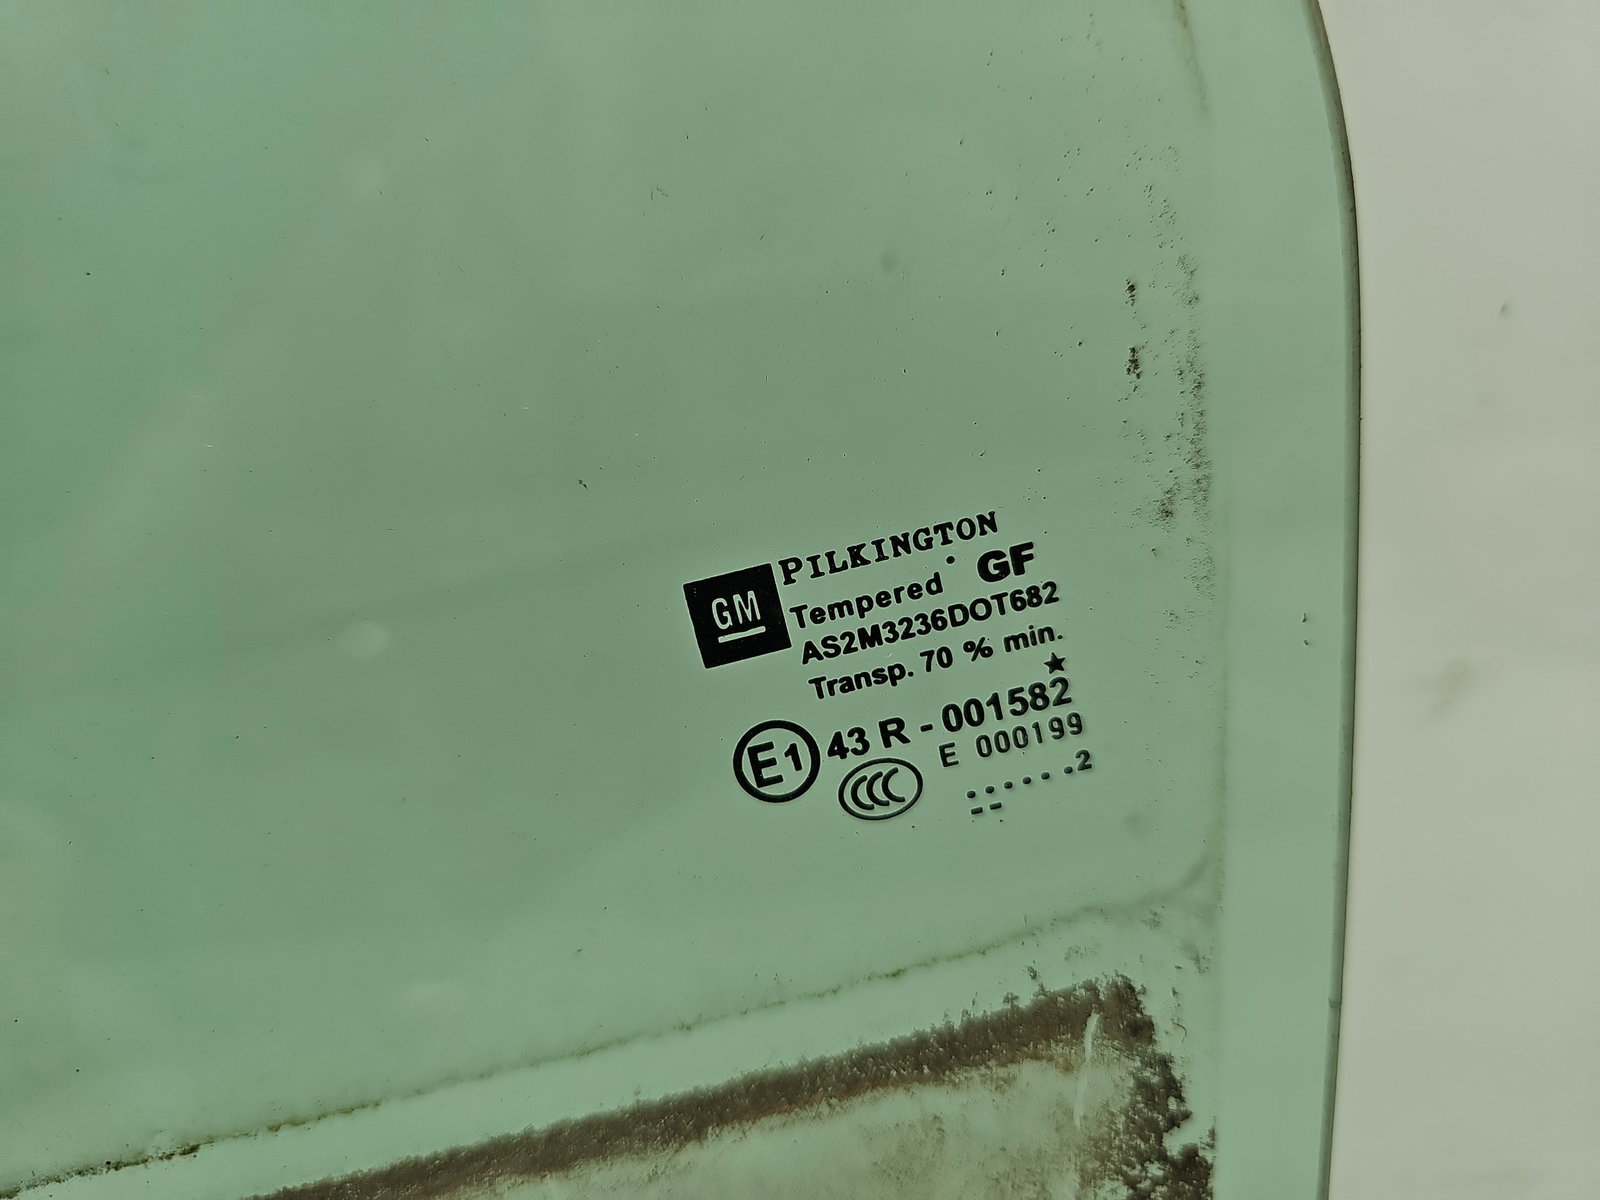 PILKINGTON
GM
Tempered GF
AS2M3236DOT682
Transp. 70 % min.
★
E1 43 R - 001582
CCC E 000199
. . . . . . . 2